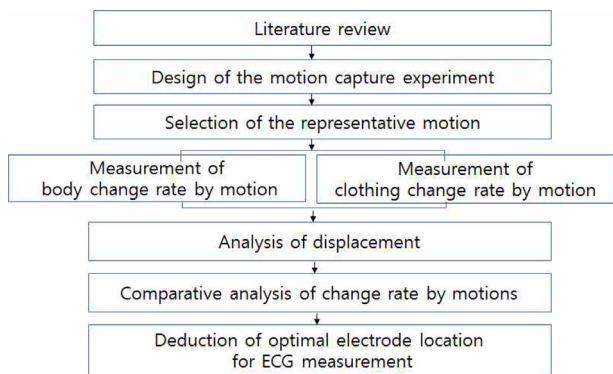 Literature review
Design of the motion capture experiment
Selection of the representative motion
Measurement of
body change rate by motion
Measurement of
clothing change rate by motion
Analysis of displacement
Comparative analysis of change rate by motions
Deduction of optimal electrode location
for ECG measurement